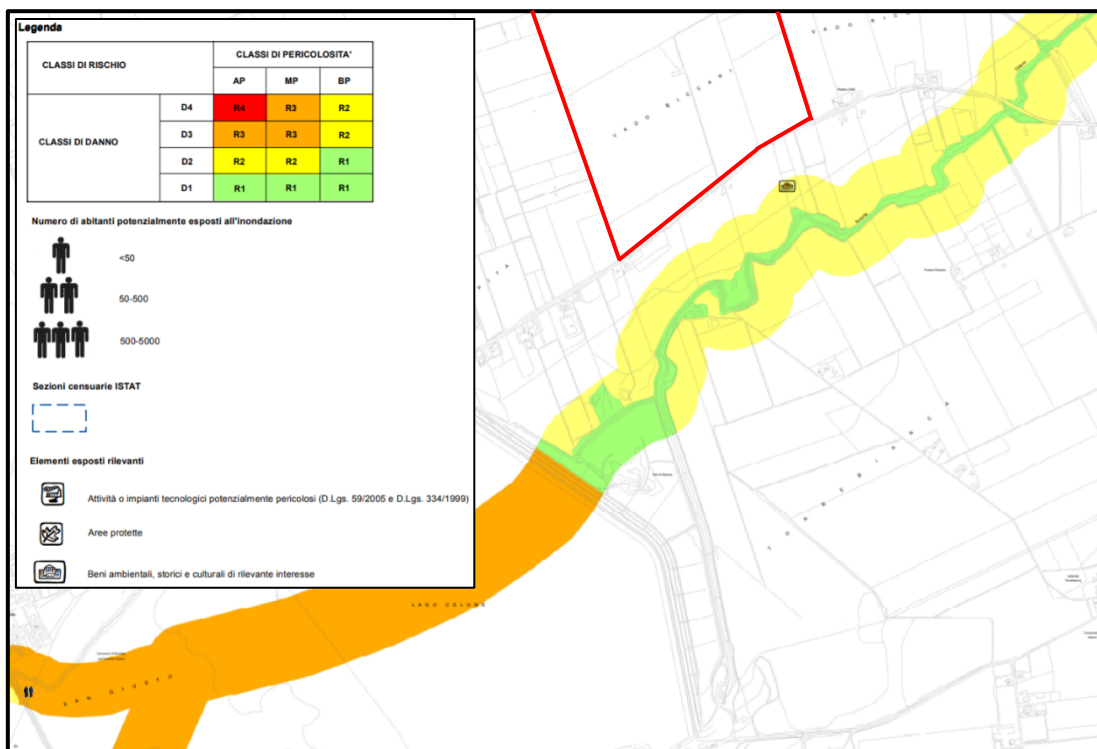 Legenda
CLASSI DI RISCHIO
CLASSI DI PERICOLOSITA'
AP MP BP
CLASSI DI DANNO
D4 R4 R3 R2
D3 R3 R3 R2
D2 R2 R2 R1
D1 R1 R1 R1
Numero di abitanti potenzialmente esposti all'inondazione
<50
50-500
500-5000
Sezioni censuarie ISTAT
Elementi esposti rilevanti
Attività o impianti tecnologici potenzialmente pericolosi (D.Lgs. 59/2005 e D.Lgs. 334/1999)
Aree protette
Beni ambientali, storici e culturali di rilevante interesse
VADO BICCARI
VADO BICCARI
TORREBIANCA
LAGO CELONE
SAN GIUSTO